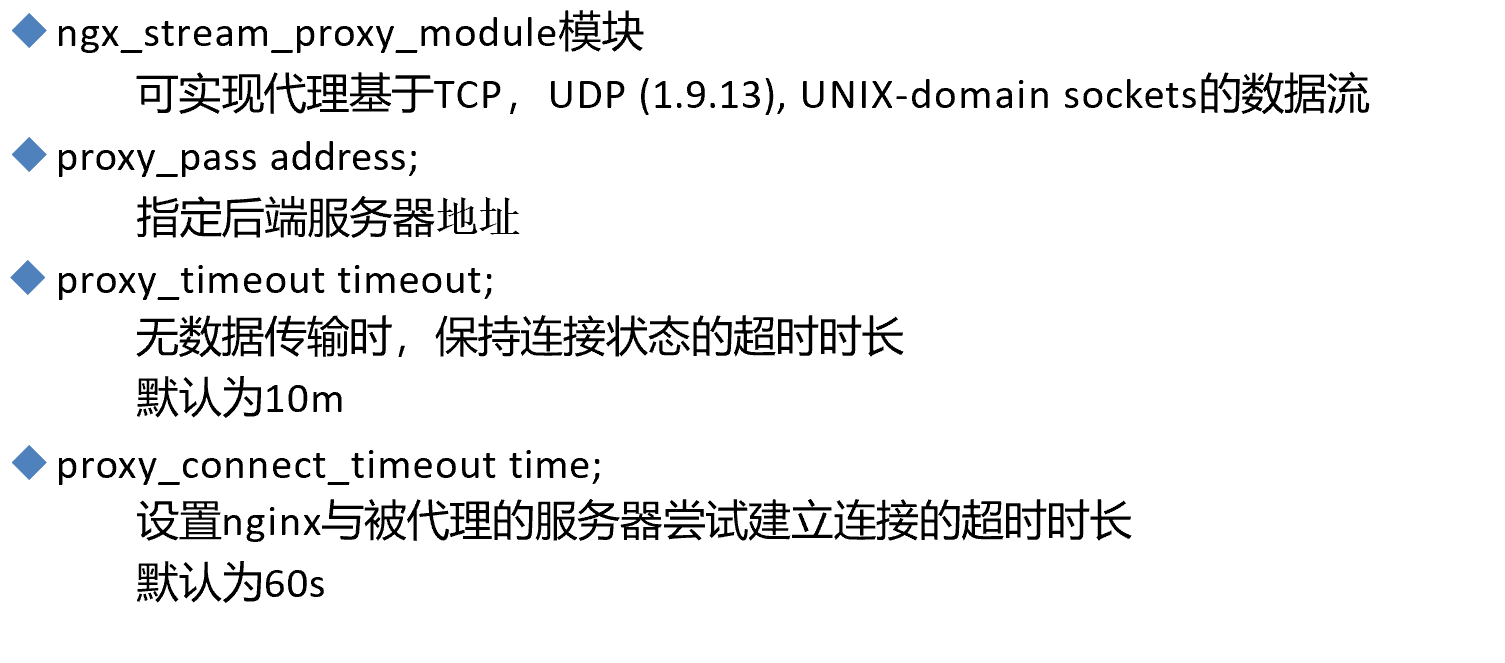 ngx_stream_proxy_module模块
可实现代理基于TCP，UDP (1.9.13), UNIX-domain sockets的数据流
proxy_pass address;
指定后端服务器地址
proxy_timeout timeout;
无数据传输时，保持连接状态的超时时长
默认为10m
proxy_connect_timeout time;
设置nginx与被代理的服务器尝试建立连接的超时时长
默认为60s